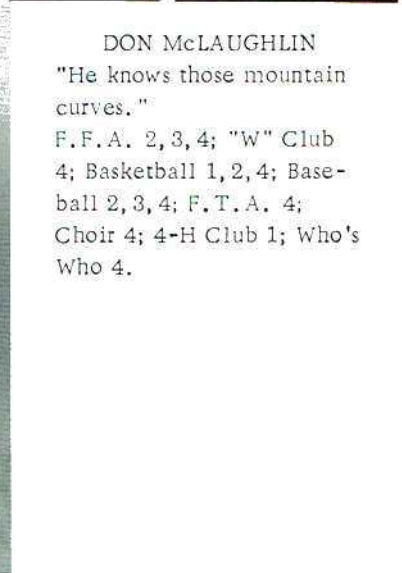 DON McLAUGHLIN
"He knows those mountain
curves."
F.F.A. 2,3,4; "W" Club
4; Basketball 1,2,4; Base-
ball 2,3,4; F.T.A. 4;
Choir 4; 4-H Club 1; Who's
Who 4.